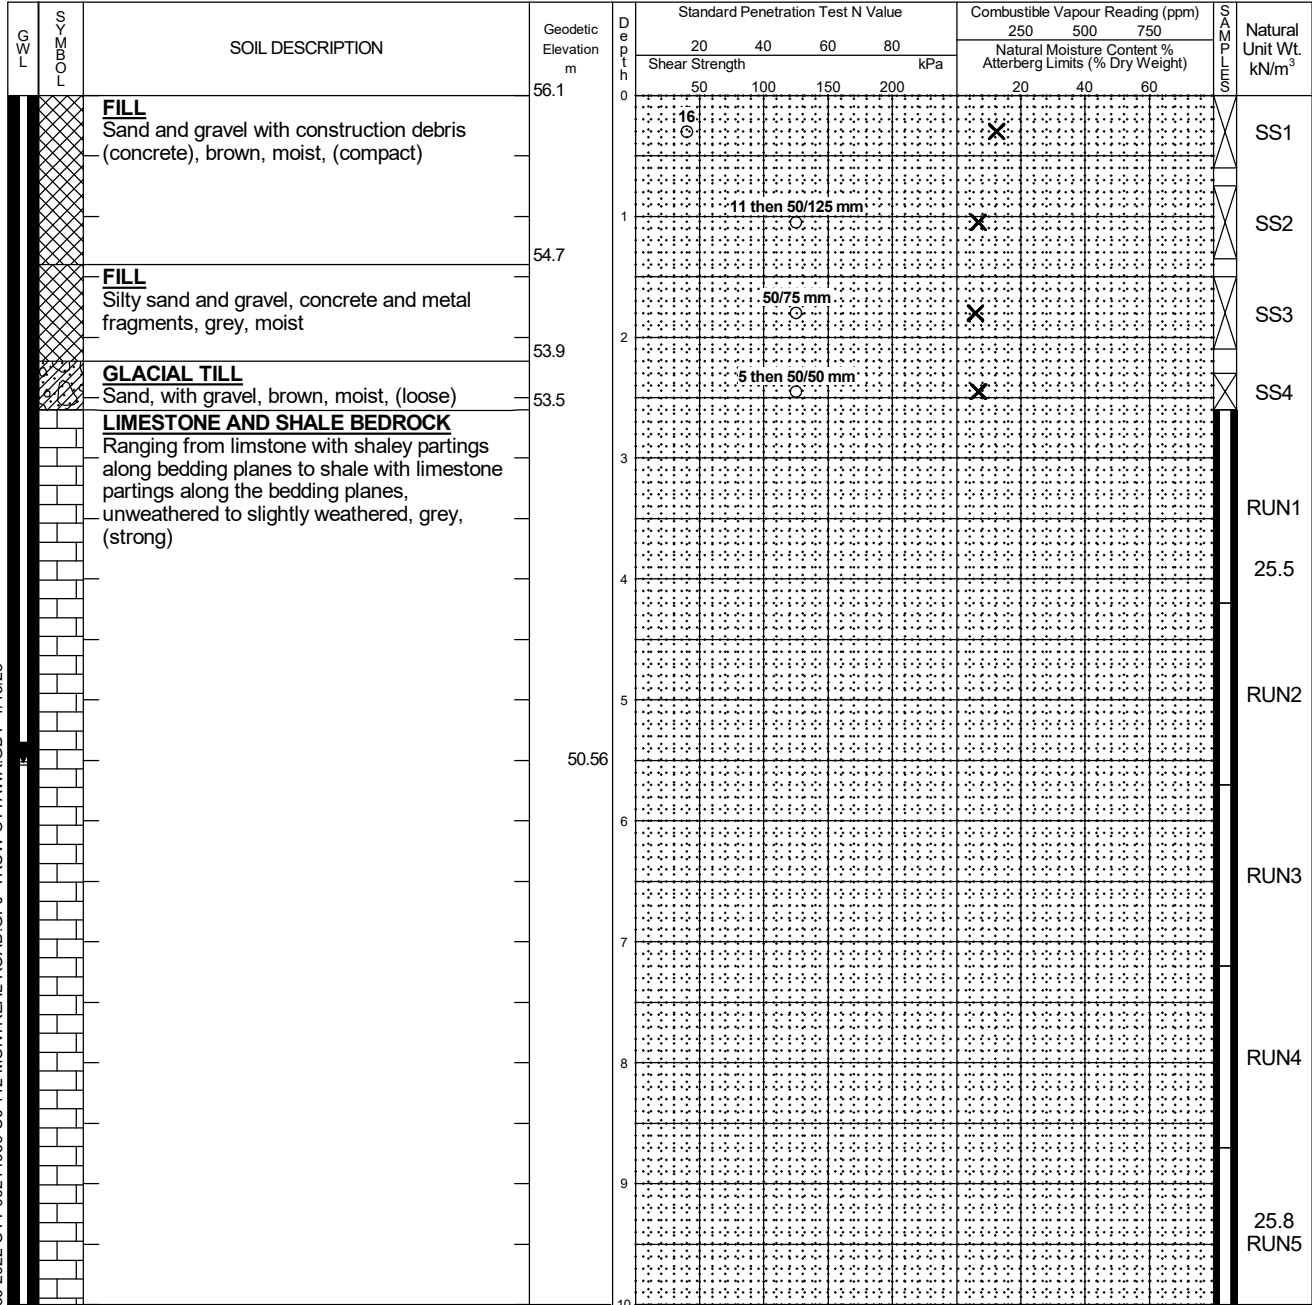 GWL
SYMBOL
SOIL DESCRIPTION
Geodetic
Elevation
m
Depth
Standard Penetration Test N Value
20 40 60 80
Shear Strength kPa
50 100 150 200
Combustible Vapour Reading (ppm)
250 500 750
Natural Moisture Content %
Atterberg Limits (% Dry Weight)
20 40 60
SAMPLES
Natural
Unit Wt.
kN/m³
56.1
0
FILL
Sand and gravel with construction debris
(concrete), brown, moist, (compact)
16
SS1
11 then 50/125 mm
1
SS2
54.7
FILL
Silty sand and gravel, concrete and metal
fragments, grey, moist
50/75 mm
SS3
2
53.9
GLACIAL TILL
Sand, with gravel, brown, moist, (loose)
5 then 50/50 mm
SS4
53.5
LIMESTONE AND SHALE BEDROCK
Ranging from limstone with shaley partings
along bedding planes to shale with limestone
partings along the bedding planes,
unweathered to slightly weathered, grey,
(strong)
3
RUN1
25.5
4
RUN2
5
50.56
6
RUN3
7
RUN4
8
9
25.8
RUN5
10